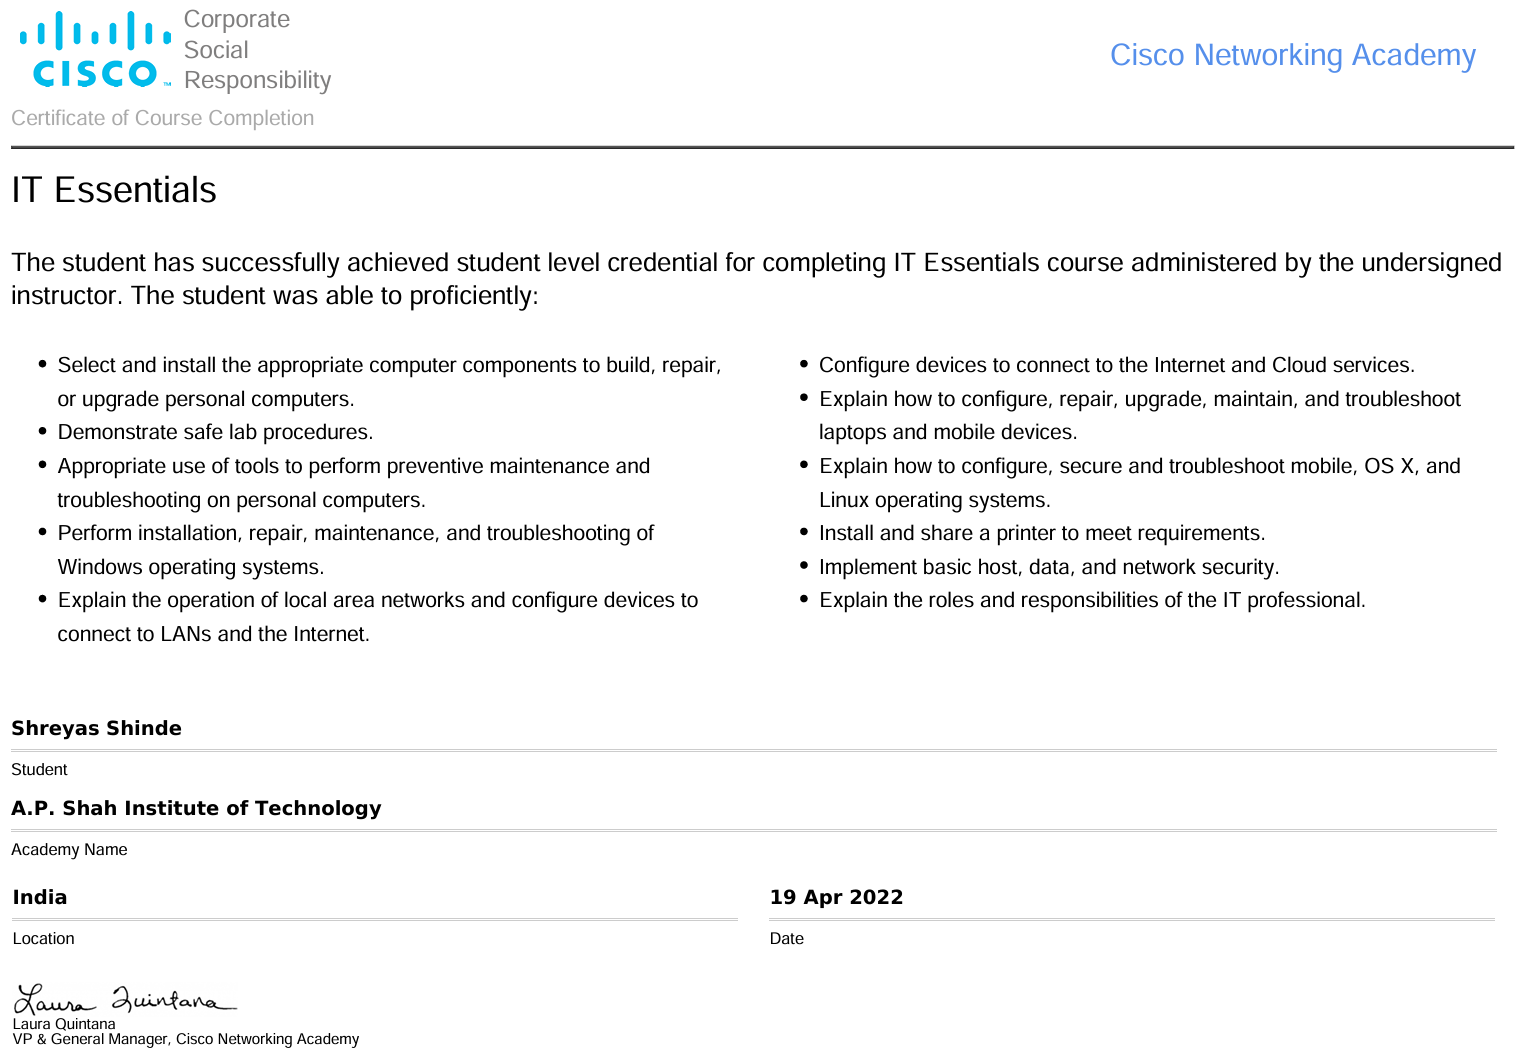 Corporate
Social
Responsibility
CISCO™
Cisco Networking Academy
Certificate of Course Completion
IT Essentials
The student has successfully achieved student level credential for completing IT Essentials course administered by the undersigned
instructor. The student was able to proficiently:
• Select and install the appropriate computer components to build, repair,
or upgrade personal computers.
• Demonstrate safe lab procedures.
• Appropriate use of tools to perform preventive maintenance and
troubleshooting on personal computers.
• Perform installation, repair, maintenance, and troubleshooting of
Windows operating systems.
• Explain the operation of local area networks and configure devices to
connect to LANs and the Internet.
• Configure devices to connect to the Internet and Cloud services.
• Explain how to configure, repair, upgrade, maintain, and troubleshoot
laptops and mobile devices.
• Explain how to configure, secure and troubleshoot mobile, OS X, and
Linux operating systems.
• Install and share a printer to meet requirements.
• Implement basic host, data, and network security.
• Explain the roles and responsibilities of the IT professional.
Shreyas Shinde
Student
A.P. Shah Institute of Technology
Academy Name
India
Location
19 Apr 2022
Date
Laura Quintana
Laura Quintana
VP & General Manager, Cisco Networking Academy